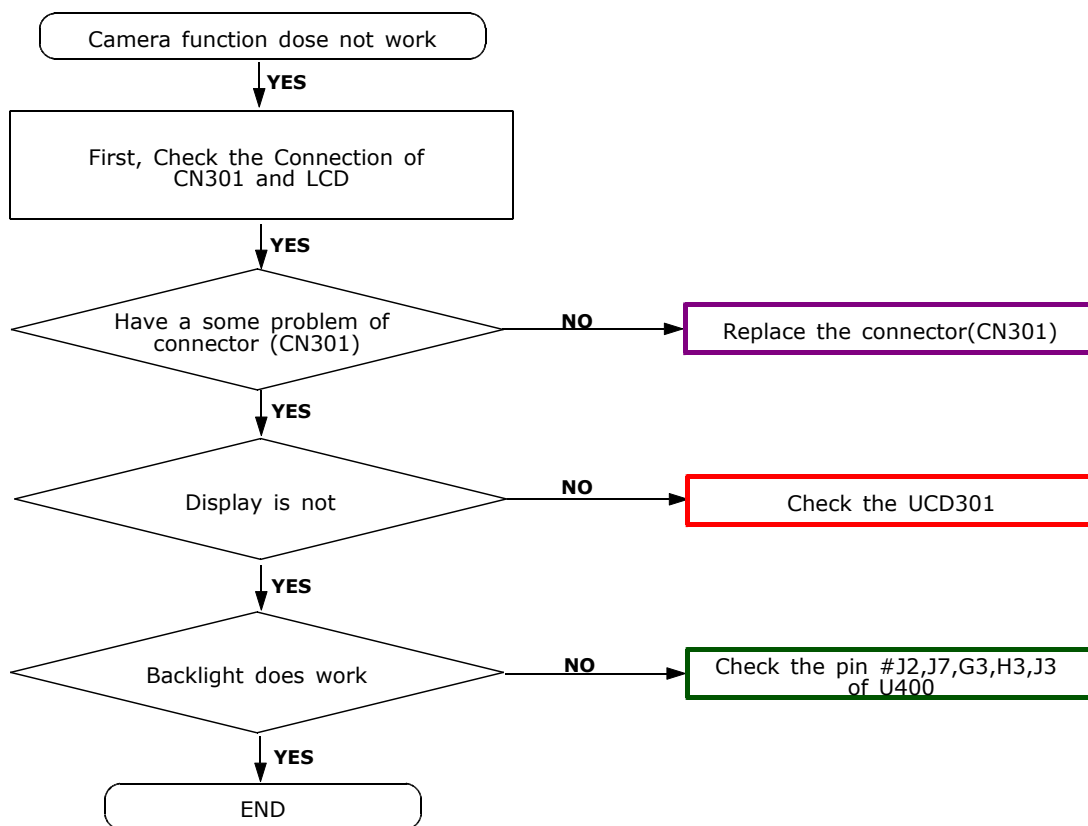 Camera function dose not work
YES
First, Check the Connection of
CN301 and LCD
YES
Have a some problem of
connector (CN301)
NO
Replace the connector(CN301)
YES
Display is not
NO
Check the UCD301
YES
Backlight does work
NO
Check the pin #J2,J7,G3,H3,J3
of U400
YES
END